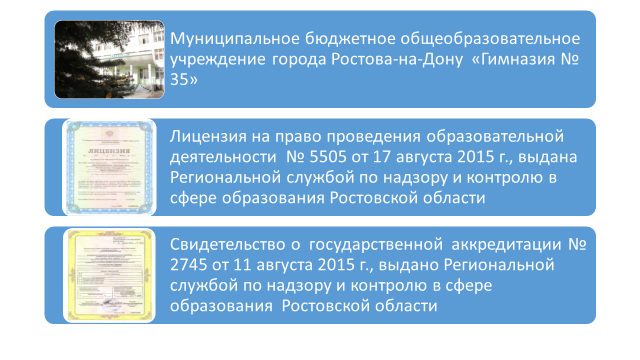 Муниципальное бюджетное общеобразовательное
учреждение города Ростова-на-Дону «Гимназия №
35»
ЛИЦЕНЗИЯ
Лицензия на право проведения образовательной
деятельности № 5505 от 17 августа 2015 г., выдана
Региональной службой по надзору и контролю в
сфере образования Ростовской области
Свидетельство о государственной аккредитации №
2745 от 11 августа 2015 г., выдано Региональной
службой по надзору и контролю в сфере
образования Ростовской области